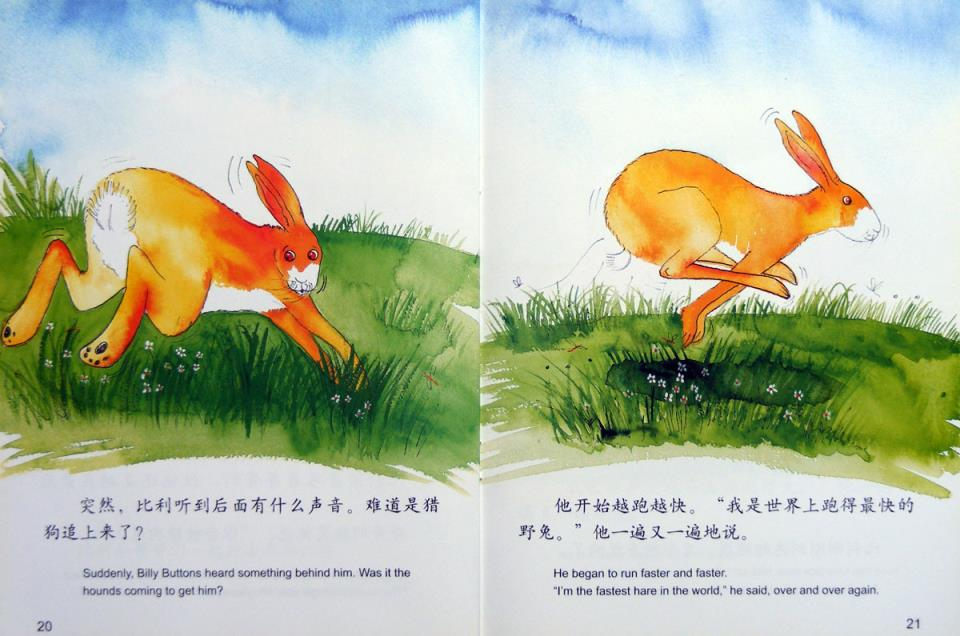 突然，比利听到后面有什么声音。难道是猎
狗追上来了？
Suddenly, Billy Buttons heard something behind him. Was it the
hounds coming to get him?
20
他开始越跑越快。“我是世界上跑得最快的
野兔。”他一遍又一遍地说。
He began to run faster and faster.
“I’m the fastest hare in the world,” he said, over and over again.
21